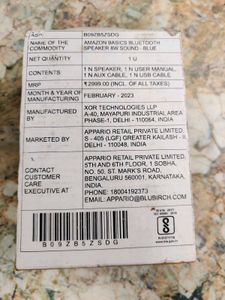 ASIN B09ZB5ZSDG
NAME OF THE COMMODITY AMAZON BASICS BLUETOOTH SPEAKER 8W SOUND - BLUE
NET QUANTITY 1 U
CONTENTS 1 N SPEAKER, 1 N USER MANUAL, 1 N AUX CABLE, 1 N USB CABLE
MRP ₹2999.00 (INCL. OF ALL TAXES)
MONTH & YEAR OF MANUFACTURING FEBRUARY - 2023
MANUFACTURED BY XOR TECHNOLOGIES LLP
A-40, MAYAPURI INDUSTRIAL AREA
PHASE-1, DELHI - 110064, INDIA
MARKETED BY APPARIO RETAIL PRIVATE LIMITED,
S - 405 (LGF) GREATER KAILASH - II,
DELHI - 110048, INDIA
CONTACT CUSTOMER CARE EXECUTIVE AT APPARIO RETAIL PRIVATE LIMITED,
5TH AND 6TH FLOOR, 1 SOBHA,
NO. 50, ST. MARK'S ROAD,
BENGALURU 560001, KARNATAKA,
INDIA.
PHONE: 18004192373
EMAIL: APPARIO@BLUBIRCH.COM
B09ZB5ZSDG